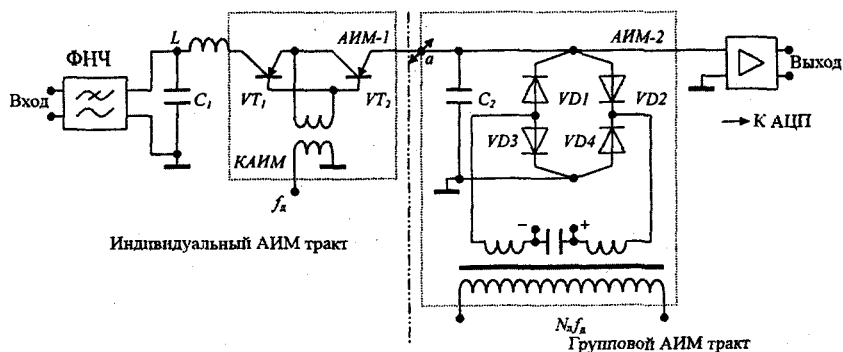 ФНЧ
Вход
L
C₁
VT₁
VT₂
АИМ-1
КАИМ
fд
Индивидуальный АИМ тракт
a
C₂
АИМ-2
VD1
VD2
VD3
VD4
−
+
Nдfд
Групповой АИМ тракт
Выход
К АЦП